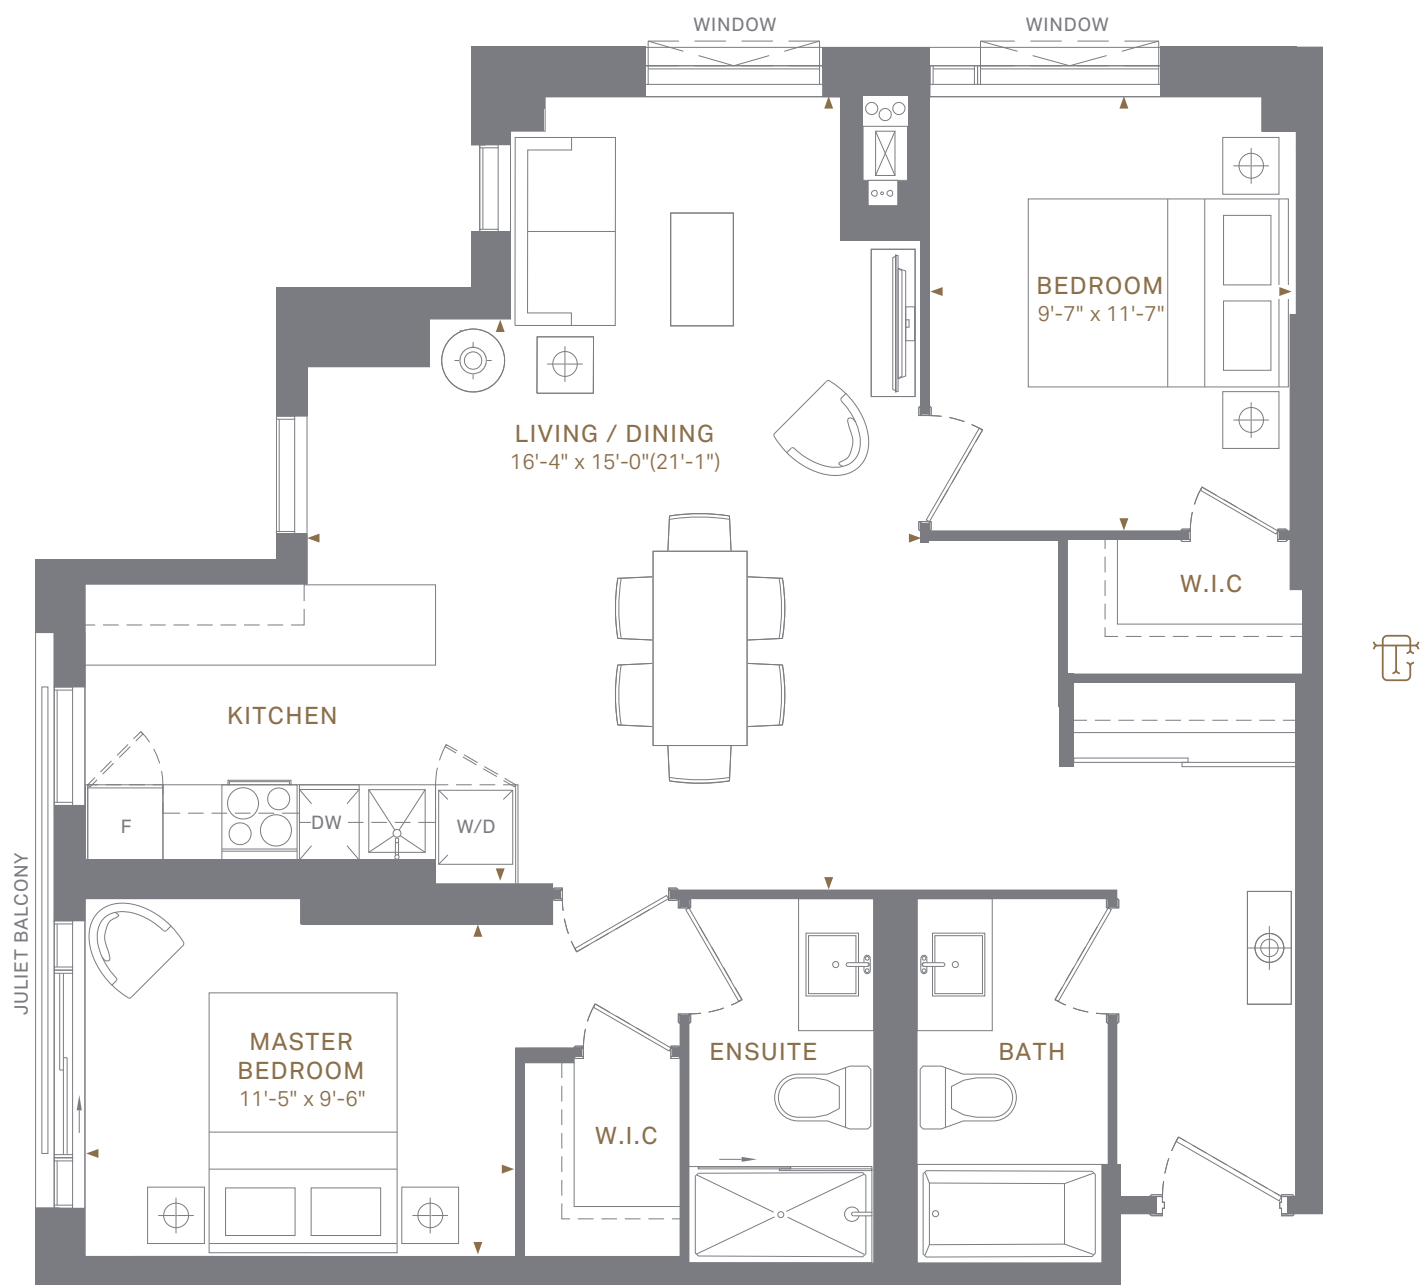 WINDOW
WINDOW
BEDROOM
9'-7" x 11'-7"
LIVING / DINING
16'-4" x 15'-0"(21'-1")
W.I.C
KITCHEN
F
DW
W/D
JULIET BALCONY
MASTER
BEDROOM
11'-5" x 9'-6"
ENSUITE
BATH
W.I.C